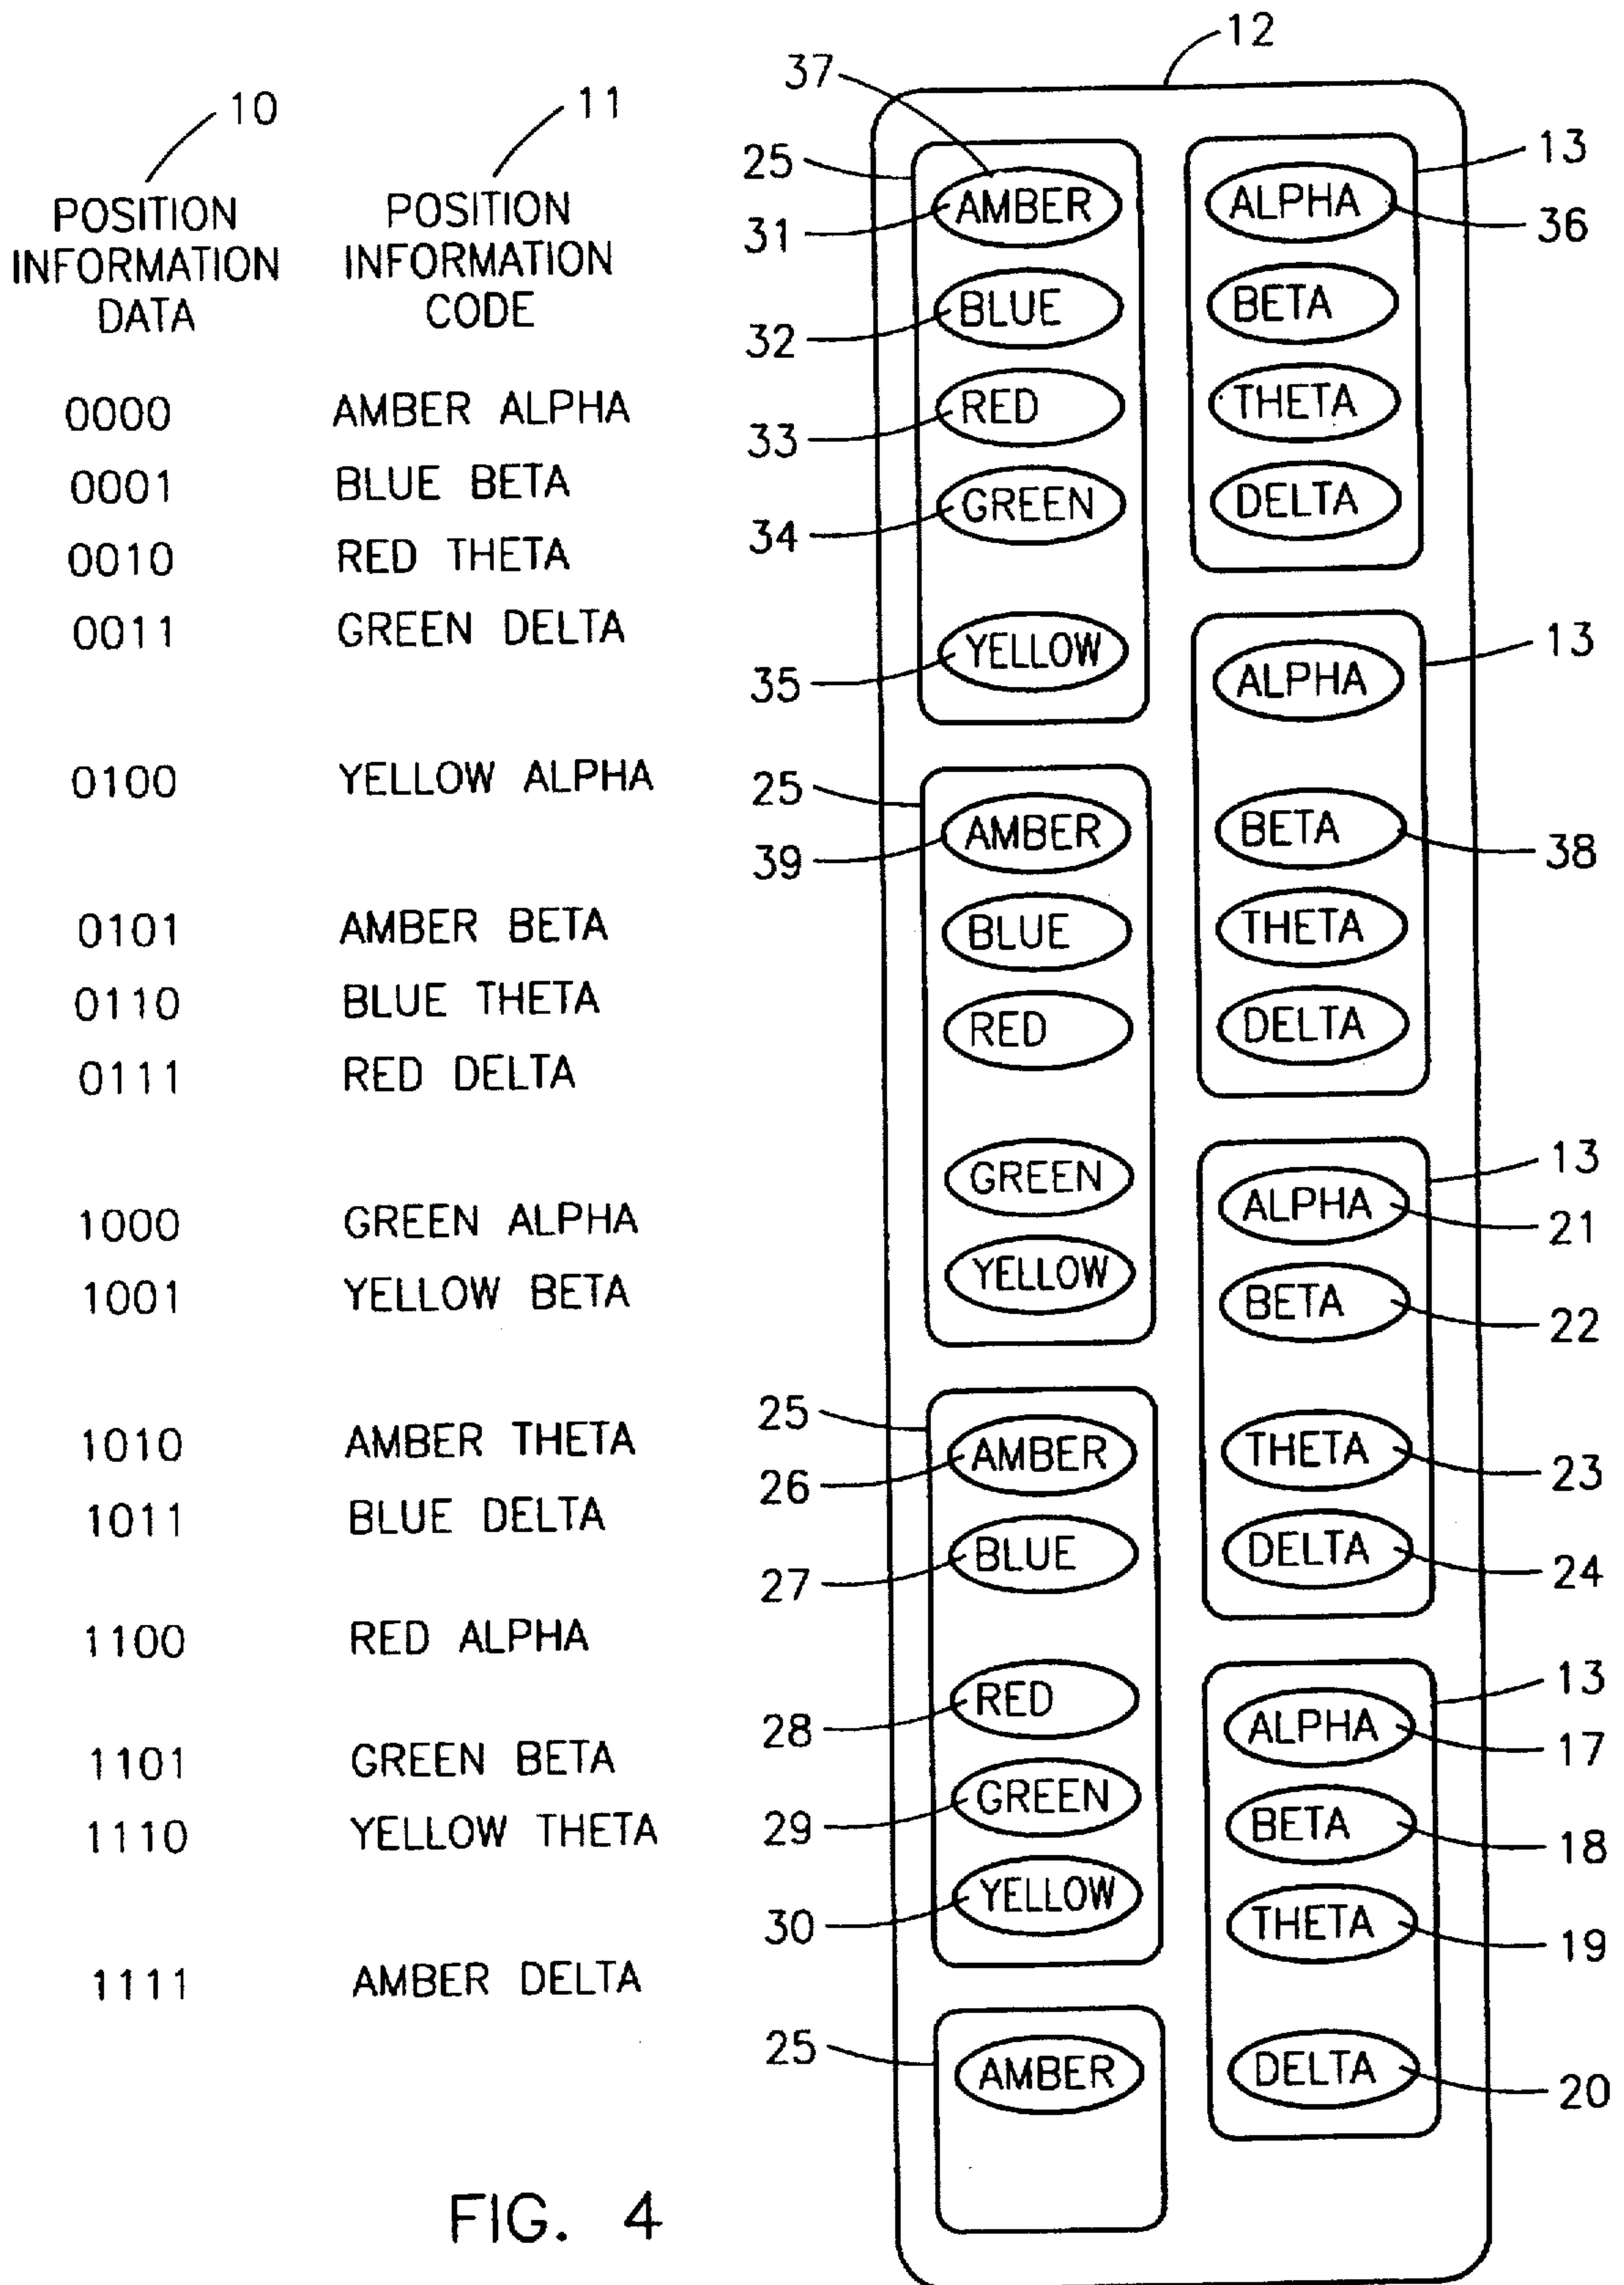 10
11
POSITION
INFORMATION
DATA
POSITION
INFORMATION
CODE
0000 AMBER ALPHA
0001 BLUE BETA
0010 RED THETA
0011 GREEN DELTA
0100 YELLOW ALPHA
0101 AMBER BETA
0110 BLUE THETA
0111 RED DELTA
1000 GREEN ALPHA
1001 YELLOW BETA
1010 AMBER THETA
1011 BLUE DELTA
1100 RED ALPHA
1101 GREEN BETA
1110 YELLOW THETA
1111 AMBER DELTA
12
37
25
31 AMBER
32 BLUE
33 RED
34 GREEN
35 YELLOW
25
39 AMBER
BLUE
RED
GREEN
YELLOW
25
26 AMBER
27 BLUE
28 RED
29 GREEN
30 YELLOW
25
AMBER
13
ALPHA 36
BETA
THETA
DELTA
13
ALPHA
BETA 38
THETA
DELTA
13
ALPHA 21
BETA 22
THETA 23
DELTA 24
13
ALPHA 17
BETA 18
THETA 19
DELTA 20
FIG. 4